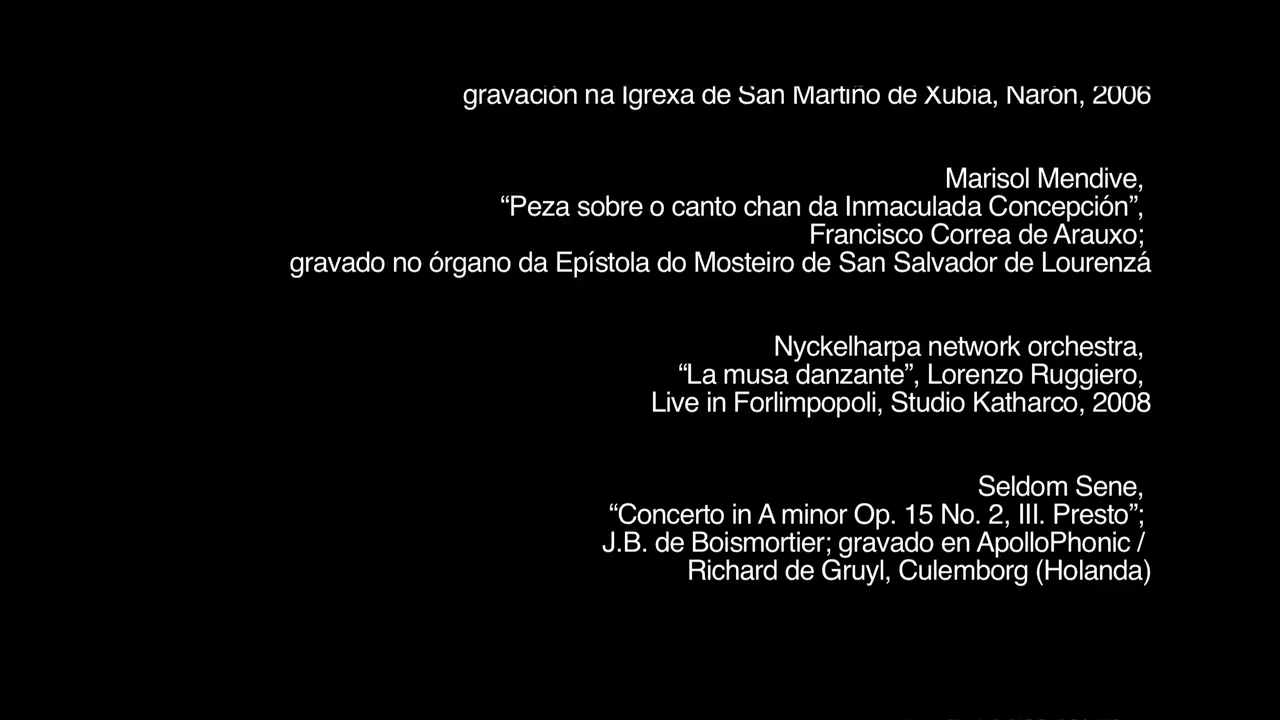 gravación na Igrexa de San Martiño de Xubia, Narón, 2006
Marisol Mendive,
“Peza sobre o canto chan da Inmaculada Concepción”,
Francisco Correa de Arauxo;
gravado no órgano da Epístola do Mosteiro de San Salvador de Lourenzá
Nyckelharpa network orchestra,
“La musa danzante”, Lorenzo Ruggiero,
Live in Forlimpopoli, Studio Katharco, 2008
Seldom Sene,
“Concerto in A minor Op. 15 No. 2, III. Presto”;
J.B. de Boismortier; gravado en ApolloPhonic /
Richard de Gruyl, Culemborg (Holanda)